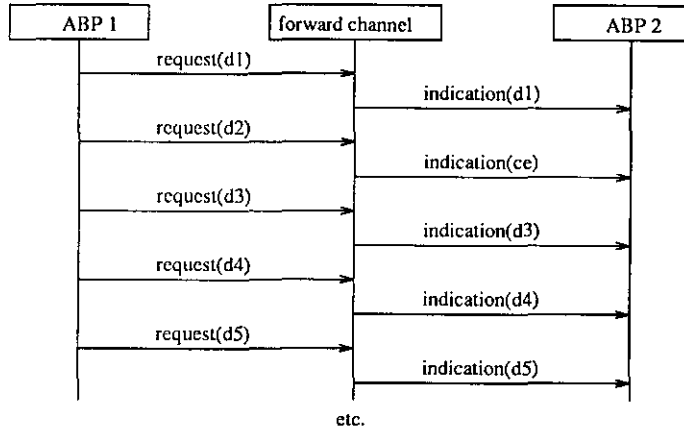 ABP 1
forward channel
ABP 2
request(d1)
indication(d1)
request(d2)
indication(ce)
request(d3)
indication(d3)
request(d4)
indication(d4)
request(d5)
indication(d5)
etc.